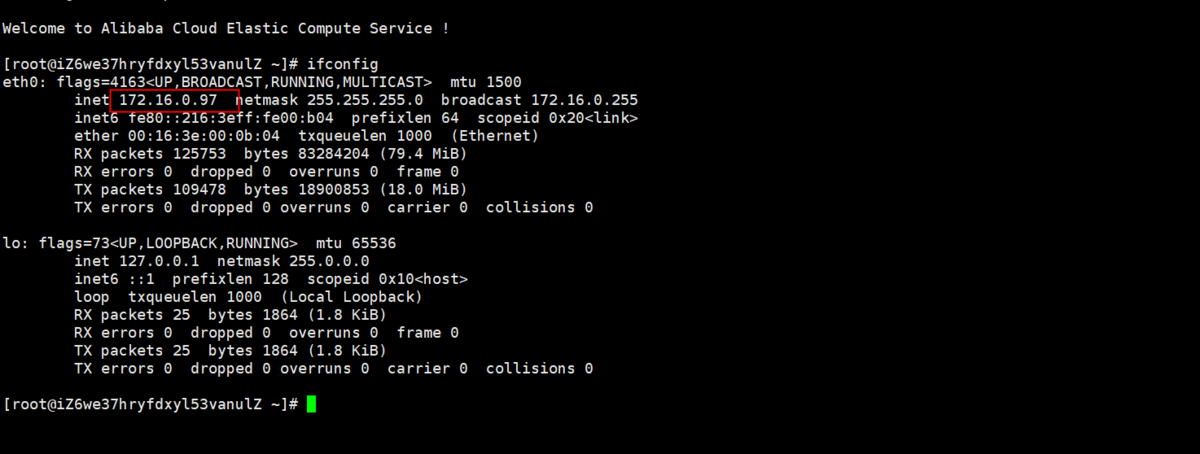 Welcome to Alibaba Cloud Elastic Compute Service !
[root@iZ6we37hryfdxyl53vanulZ ~]# ifconfig
eth0: flags=4163<UP,BROADCAST,RUNNING,MULTICAST>  mtu 1500
        inet 172.16.0.97  netmask 255.255.255.0  broadcast 172.16.0.255
        inet6 fe80::216:3eff:fe00:b04  prefixlen 64  scopeid 0x20<link>
        ether 00:16:3e:00:0b:04  txqueuelen 1000  (Ethernet)
        RX packets 125753  bytes 83284204 (79.4 MiB)
        RX errors 0  dropped 0  overruns 0  frame 0
        TX packets 109478  bytes 18900853 (18.0 MiB)
        TX errors 0  dropped 0 overruns 0  carrier 0  collisions 0
lo: flags=73<UP,LOOPBACK,RUNNING>  mtu 65536
        inet 127.0.0.1  netmask 255.0.0.0
        inet6 ::1  prefixlen 128  scopeid 0x10<host>
        loop  txqueuelen 1000  (Local Loopback)
        RX packets 25  bytes 1864 (1.8 KiB)
        RX errors 0  dropped 0  overruns 0  frame 0
        TX packets 25  bytes 1864 (1.8 KiB)
        TX errors 0  dropped 0 overruns 0  carrier 0  collisions 0
[root@iZ6we37hryfdxyl53vanulZ ~]#